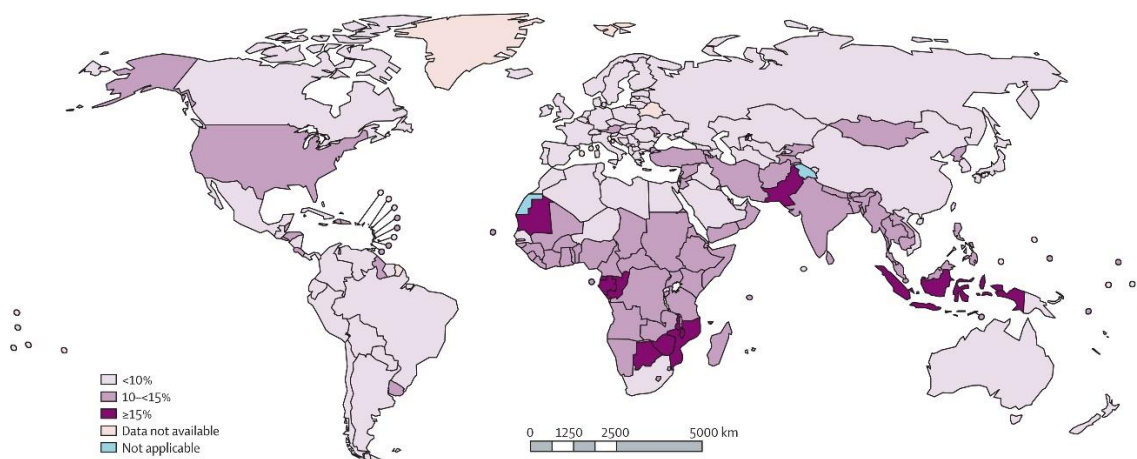 <10%
10–<15%
≥15%
Data not available
Not applicable
0 1250 2500 5000 km